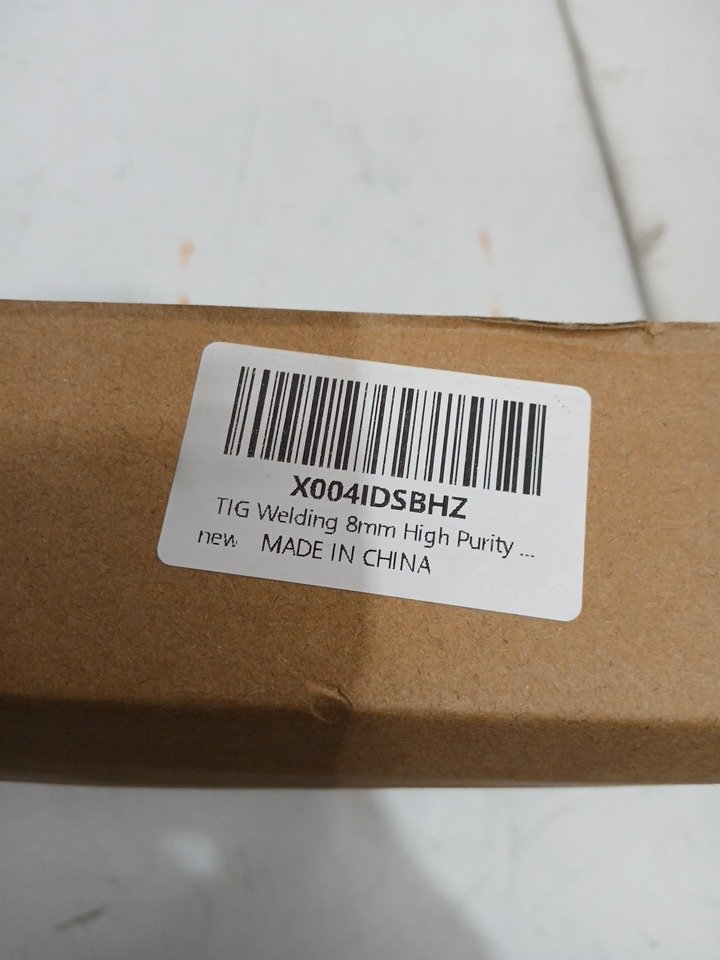 X004IDSBHZ
TIG Welding 8mm High Purity ...
new MADE IN CHINA